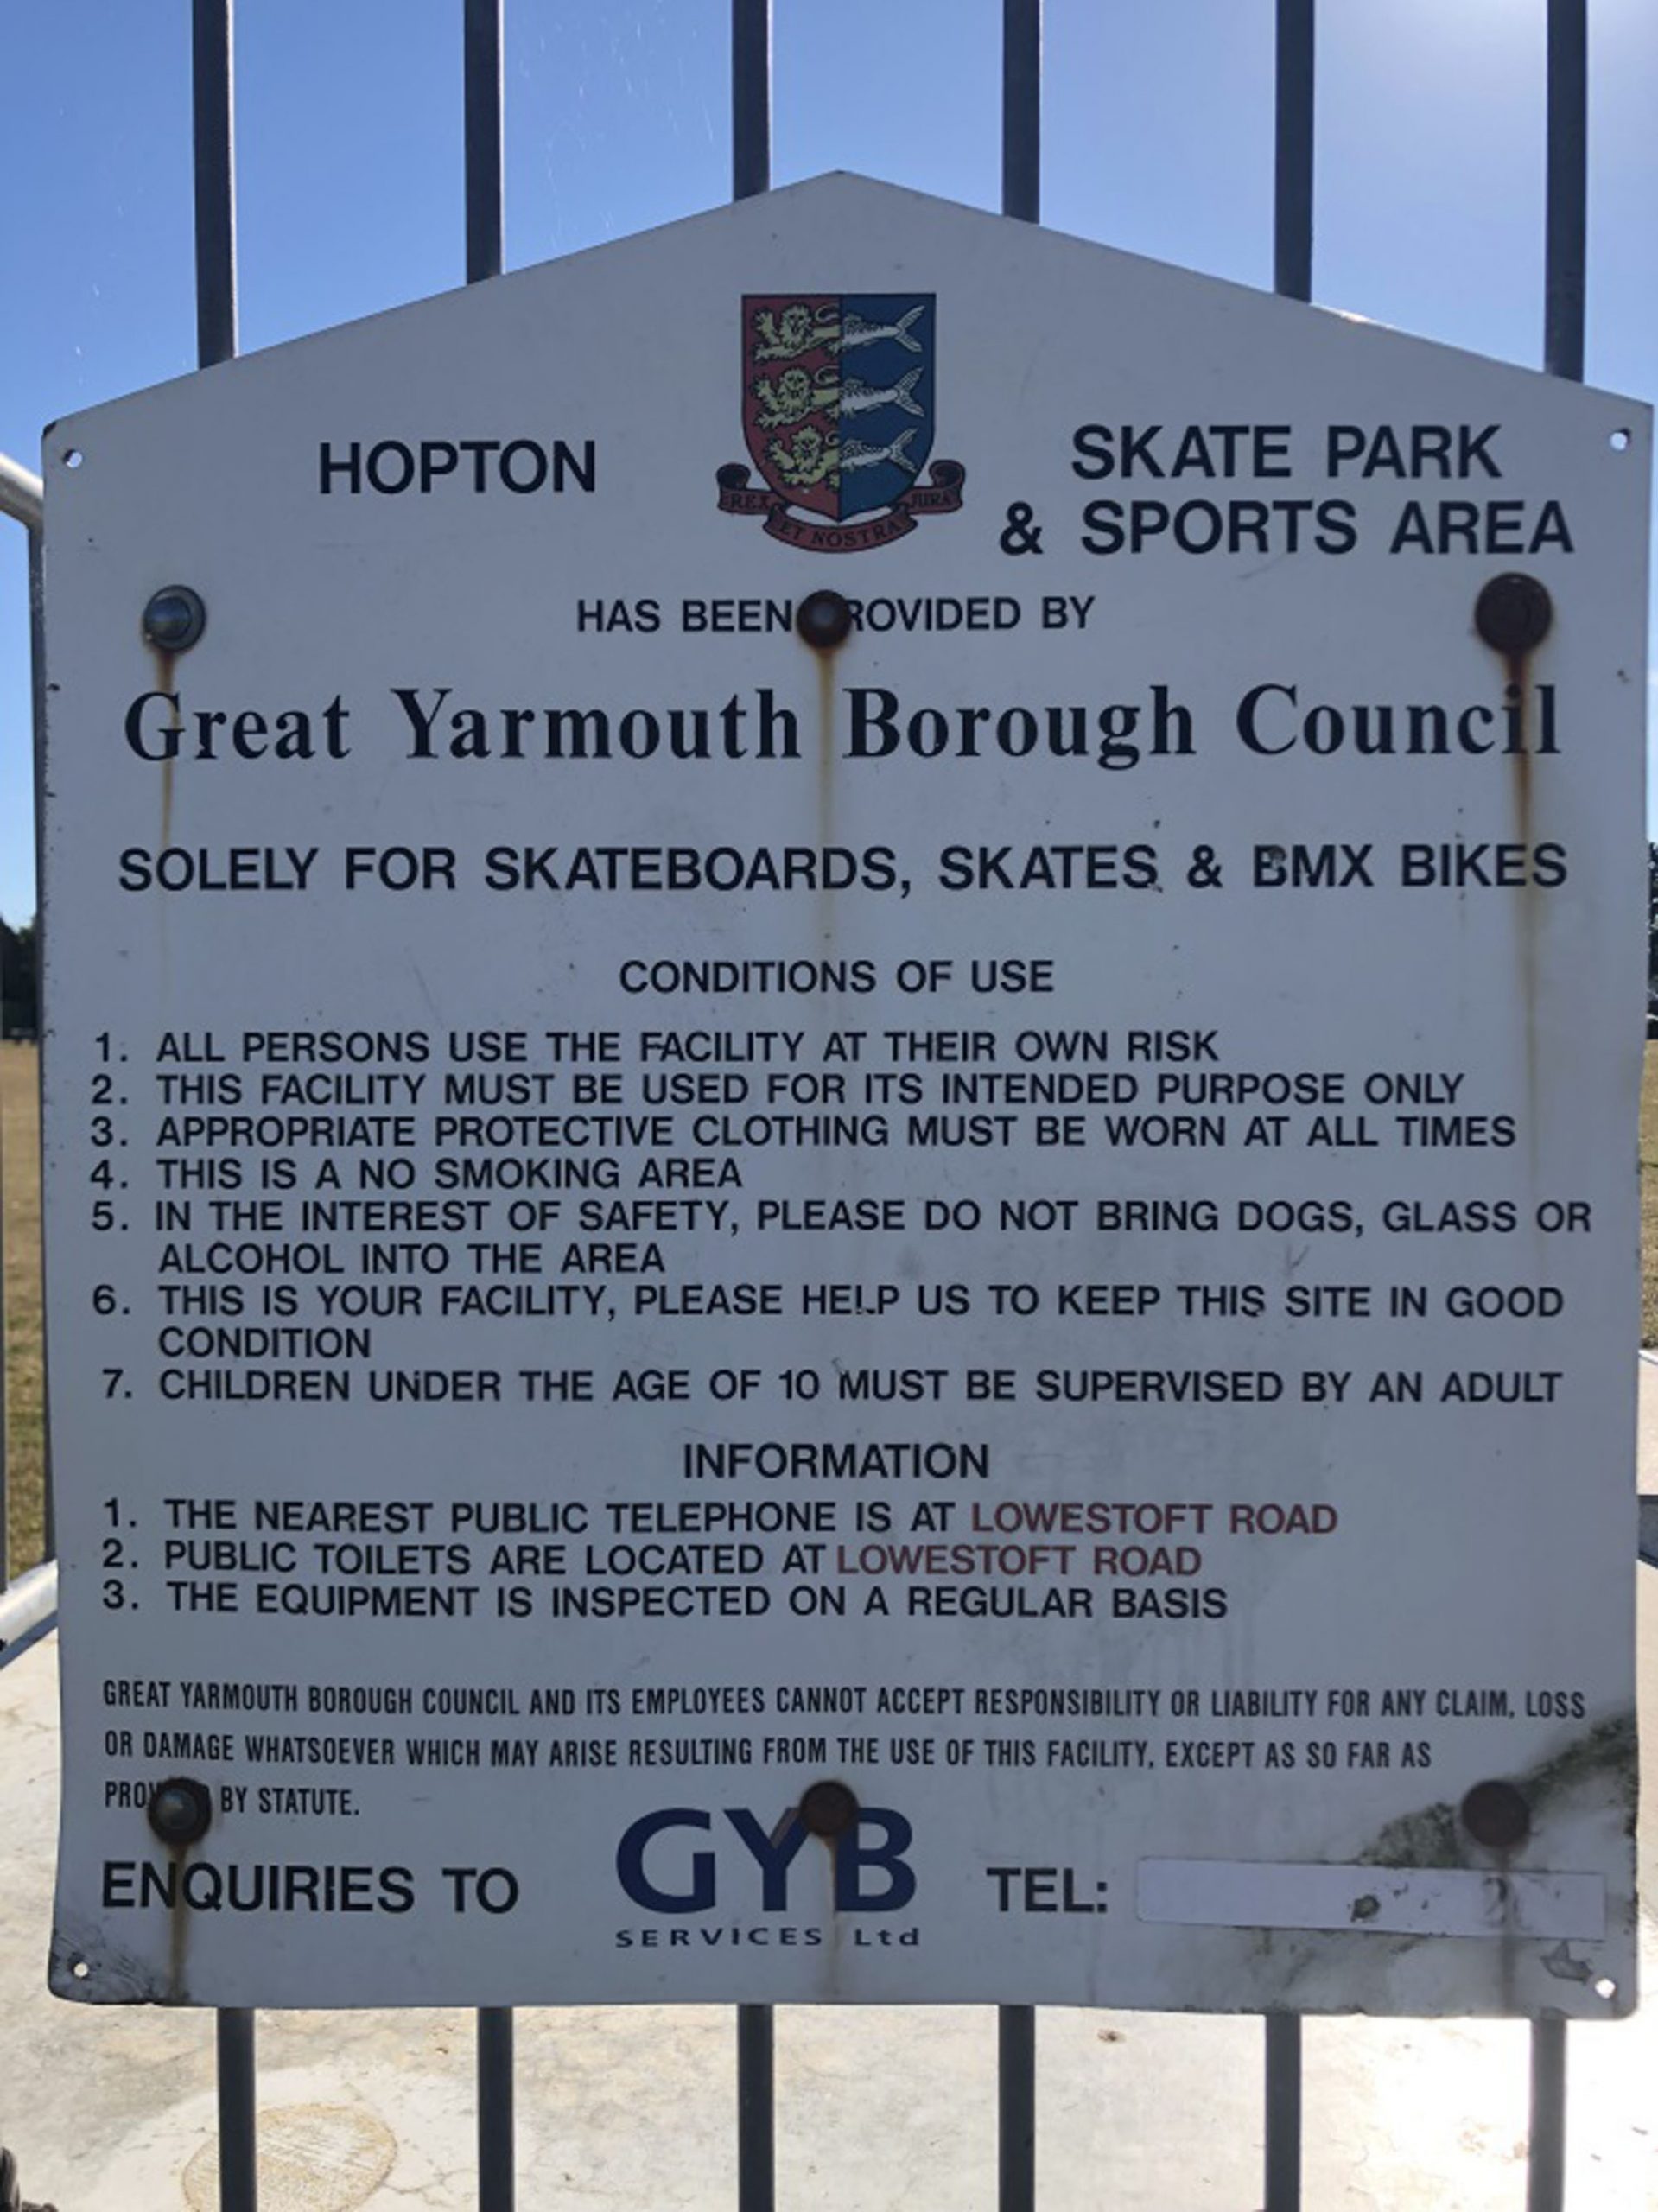 HOPTON
SKATE PARK
& SPORTS AREA
REX ET NOSTRA JURA
HAS BEEN PROVIDED BY
Great Yarmouth Borough Council
SOLELY FOR SKATEBOARDS, SKATES & BMX BIKES
CONDITIONS OF USE
1. ALL PERSONS USE THE FACILITY AT THEIR OWN RISK
2. THIS FACILITY MUST BE USED FOR ITS INTENDED PURPOSE ONLY
3. APPROPRIATE PROTECTIVE CLOTHING MUST BE WORN AT ALL TIMES
4. THIS IS A NO SMOKING AREA
5. IN THE INTEREST OF SAFETY, PLEASE DO NOT BRING DOGS, GLASS OR
ALCOHOL INTO THE AREA
6. THIS IS YOUR FACILITY, PLEASE HELP US TO KEEP THIS SITE IN GOOD
CONDITION
7. CHILDREN UNDER THE AGE OF 10 MUST BE SUPERVISED BY AN ADULT
INFORMATION
1. THE NEAREST PUBLIC TELEPHONE IS AT LOWESTOFT ROAD
2. PUBLIC TOILETS ARE LOCATED AT LOWESTOFT ROAD
3. THE EQUIPMENT IS INSPECTED ON A REGULAR BASIS
GREAT YARMOUTH BOROUGH COUNCIL AND ITS EMPLOYEES CANNOT ACCEPT RESPONSIBILITY OR LIABILITY FOR ANY CLAIM, LOSS
OR DAMAGE WHATSOEVER WHICH MAY ARISE RESULTING FROM THE USE OF THIS FACILITY, EXCEPT AS SO FAR AS
BY STATUTE.
ENQUIRIES TO GYB TEL:
SERVICES Ltd